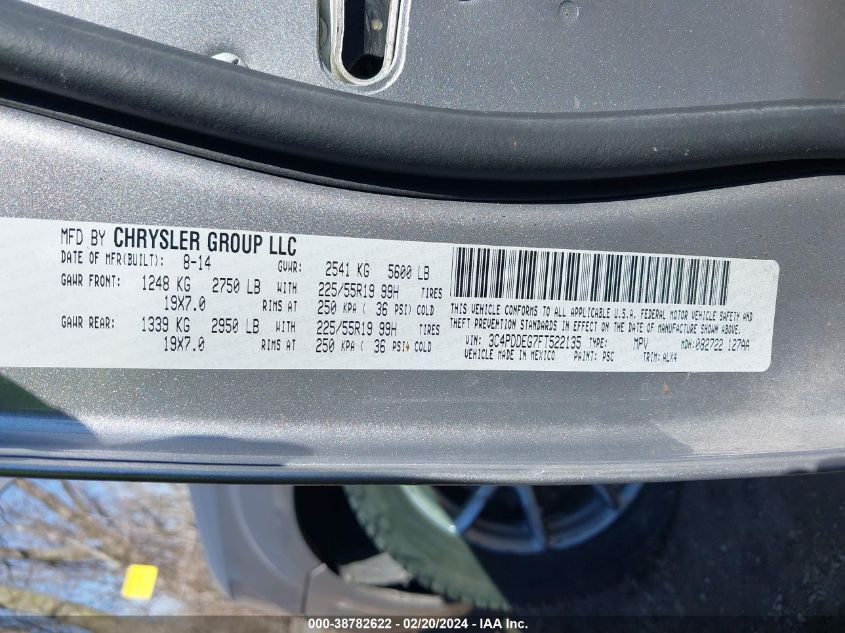 MFD BY CHRYSLER GROUP LLC
DATE OF MFR(BUILT): 8-14 GVWR: 2541 KG 5600 LB
GAWR FRONT: 1248 KG 2750 LB WITH 225/55R19 99H TIRES
19X7.0 RIMS AT 250 KPA ( 36 PSI) COLD
GAWR REAR: 1339 KG 2950 LB WITH 225/55R19 99H TIRES
19X7.0 RIMS AT 250 KPA ( 36 PSI) COLD
THIS VEHICLE CONFORMS TO ALL APPLICABLE U.S.A. FEDERAL MOTOR VEHICLE SAFETY AND
THEFT PREVENTION STANDARDS IN EFFECT ON THE DATE OF MANUFACTURE SHOWN ABOVE.
VIN: 3C4PDDEG7FT522135 TYPE: MPV MDH: 082722 127AA
VEHICLE MADE IN MEXICO PAINT: PSC TRIM: ALX4
000-38782622 - 02/20/2024 - IAA Inc.